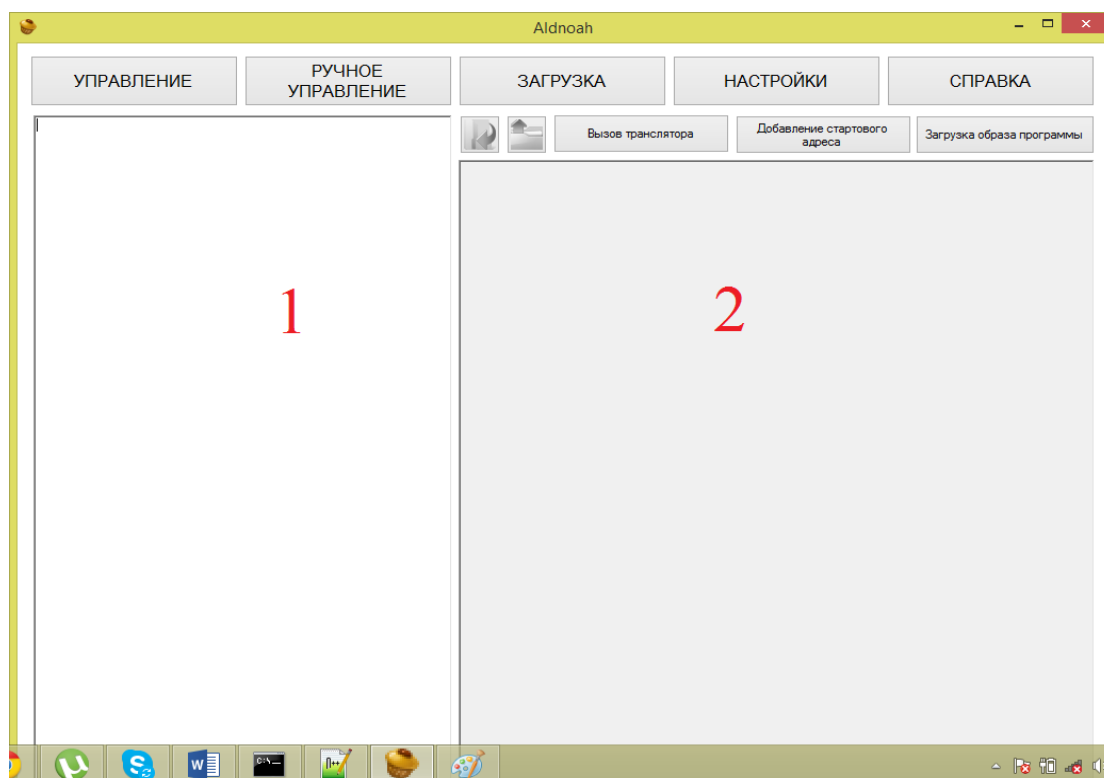 Aldnoah
УПРАВЛЕНИЕ
РУЧНОЕ
УПРАВЛЕНИЕ
ЗАГРУЗКА
НАСТРОЙКИ
СПРАВКА
Вызов транслятора
Добавление стартового
адреса
Загрузка образа программы
1
2